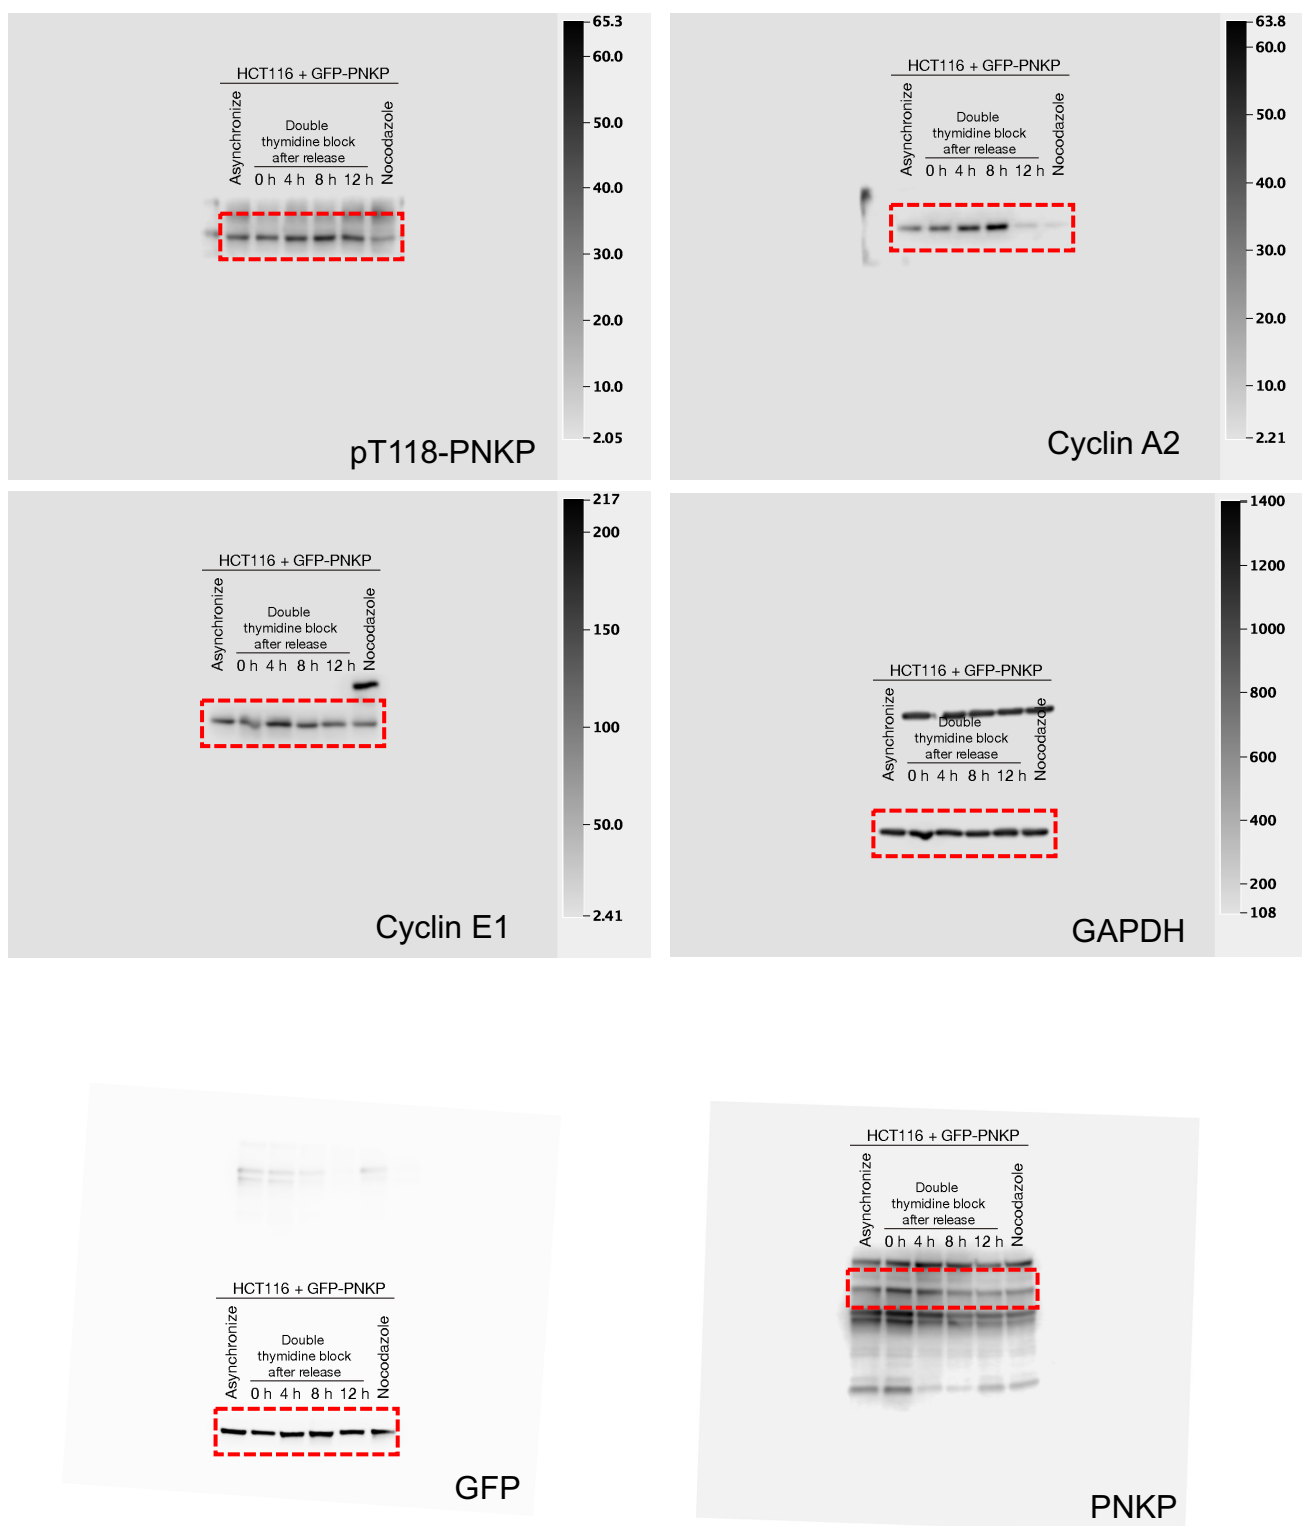 HCT116 + GFP-PNKP
Asynchronize
Double
thymidine block
after release
0 h 4 h 8 h 12 h
Nocodazole
65.3
60.0
50.0
40.0
30.0
20.0
10.0
2.05
pT118-PNKP
HCT116 + GFP-PNKP
Asynchronize
Double
thymidine block
after release
0 h 4 h 8 h 12 h
Nocodazole
63.8
60.0
50.0
40.0
30.0
20.0
10.0
2.21
Cyclin A2
HCT116 + GFP-PNKP
Asynchronize
Double
thymidine block
after release
0 h 4 h 8 h 12 h
Nocodazole
217
200
150
100
50.0
2.41
Cyclin E1
HCT116 + GFP-PNKP
Asynchronize
Double
thymidine block
after release
0 h 4 h 8 h 12 h
Nocodazole
1400
1200
1000
800
600
400
200
108
GAPDH
HCT116 + GFP-PNKP
Asynchronize
Double
thymidine block
after release
0 h 4 h 8 h 12 h
Nocodazole
GFP
HCT116 + GFP-PNKP
Asynchronize
Double
thymidine block
after release
0 h 4 h 8 h 12 h
Nocodazole
PNKP